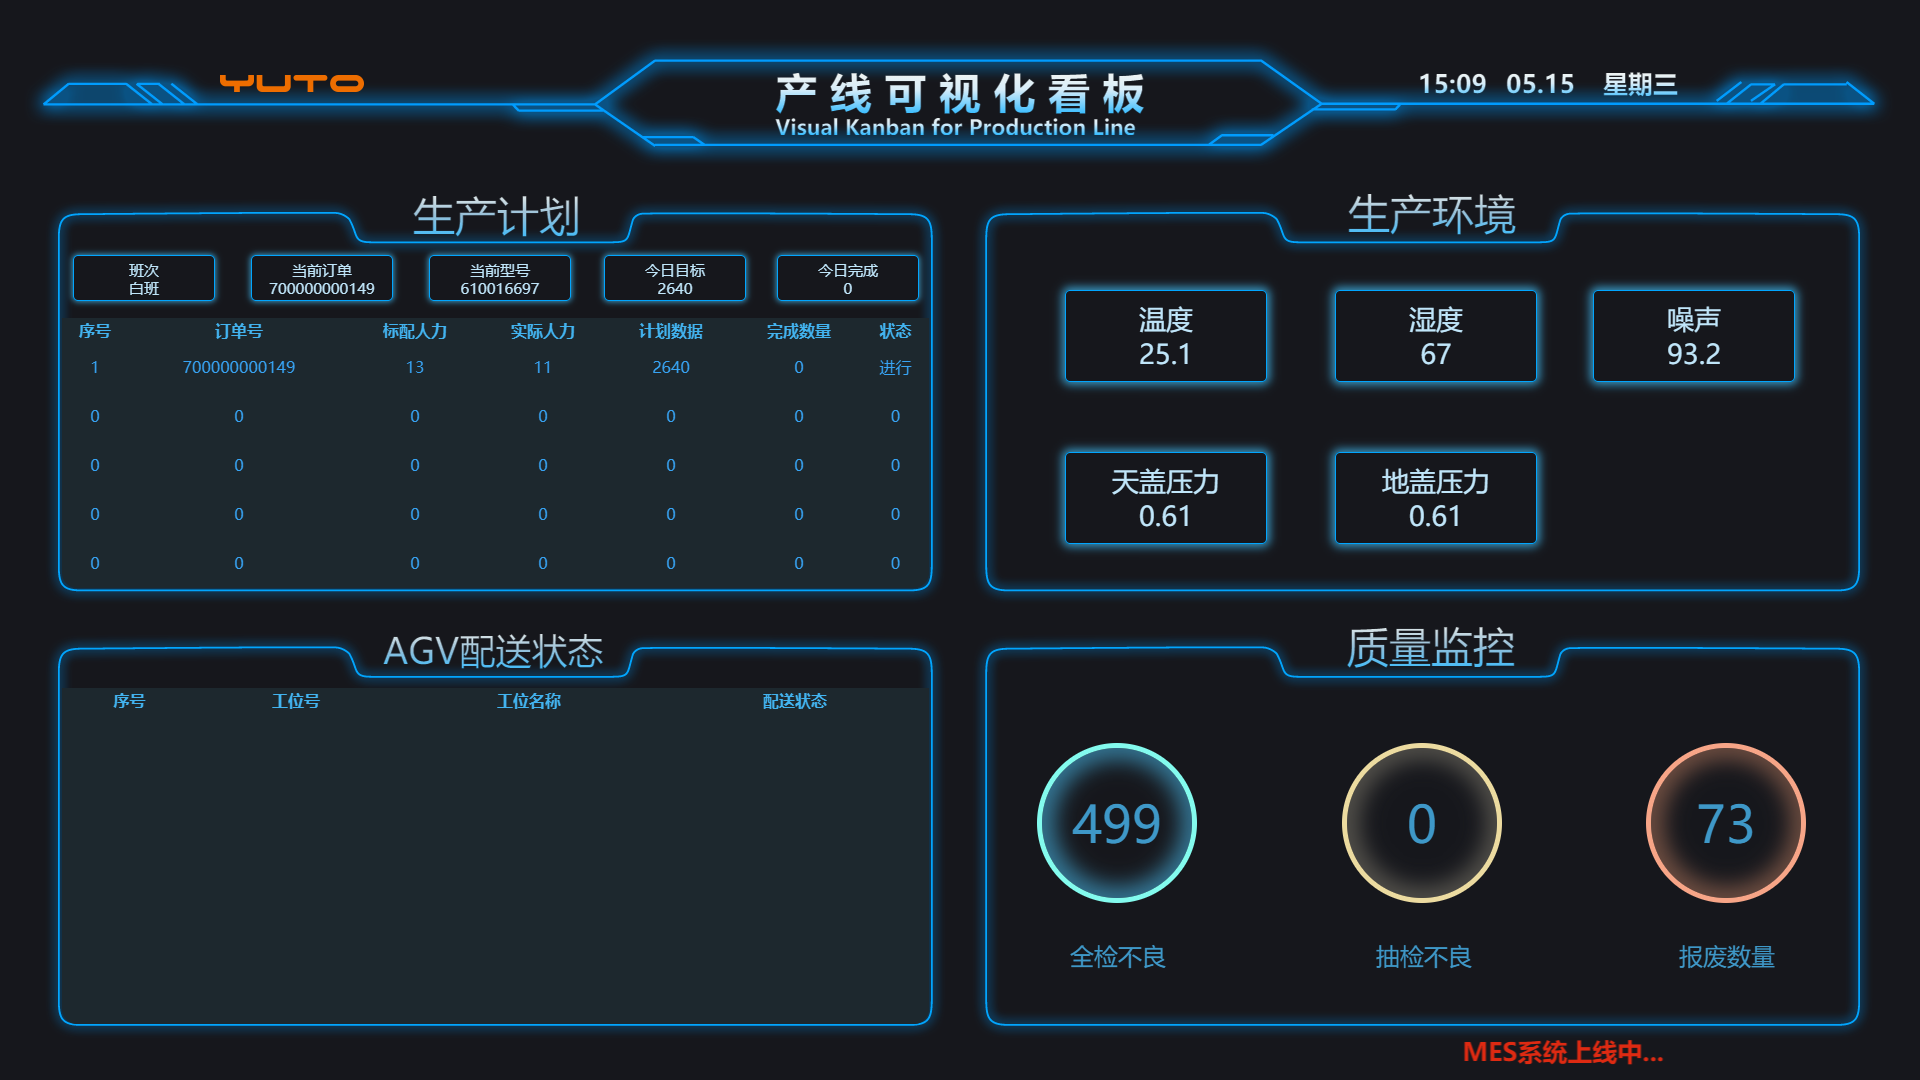 YUTO
产线可视化看板
Visual Kanban for Production Line
15:09 05.15 星期三
生产计划
班次
白班
当前订单
700000000149
当前型号
610016697
今日目标
2640
今日完成
0
序号 订单号 标配人力 实际人力 计划数据 完成数量 状态
1 700000000149 13 11 2640 0 进行
0 0 0 0 0 0 0
0 0 0 0 0 0 0
0 0 0 0 0 0 0
0 0 0 0 0 0 0
生产环境
温度
25.1
湿度
67
噪声
93.2
天盖压力
0.61
地盖压力
0.61
AGV配送状态
序号 工位号 工位名称 配送状态
质量监控
499
全检不良
0
抽检不良
73
报废数量
MES系统上线中...